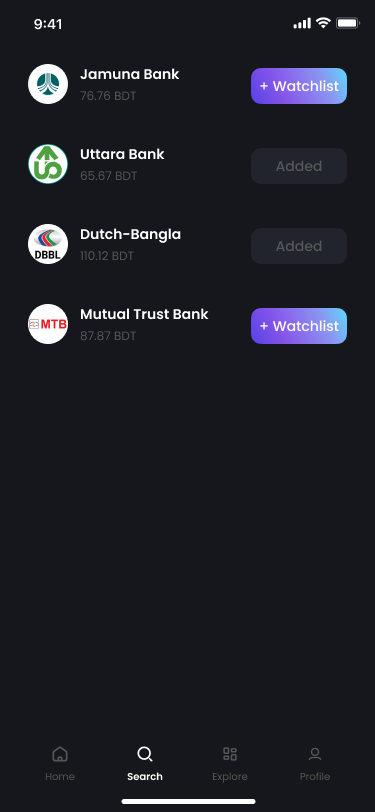 9:41
Jamuna Bank
76.76 BDT
+ Watchlist
Uttara Bank
65.67 BDT
Added
DBBL
Dutch-Bangla
110.12 BDT
Added
MTB
Mutual Trust Bank
87.87 BDT
+ Watchlist
Home
Search
Explore
Profile